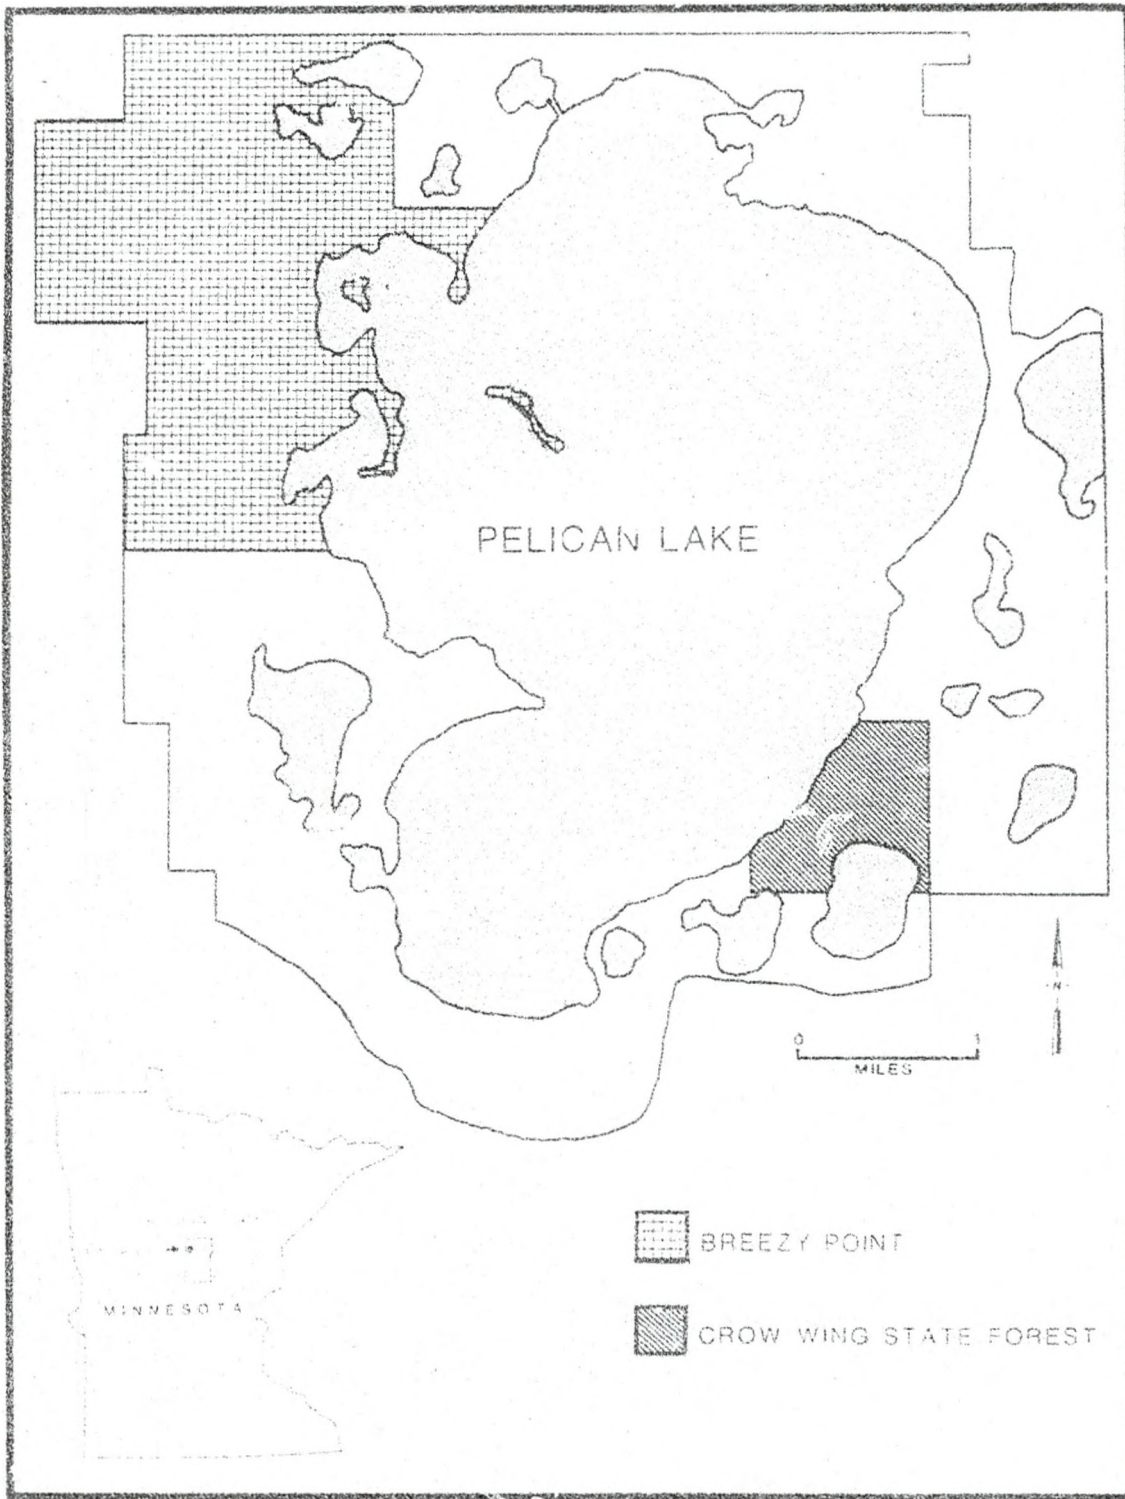 PELICAN LAKE
0 1
MILES
-N-
MINNESOTA
BREEZY POINT
CROW WING STATE FOREST